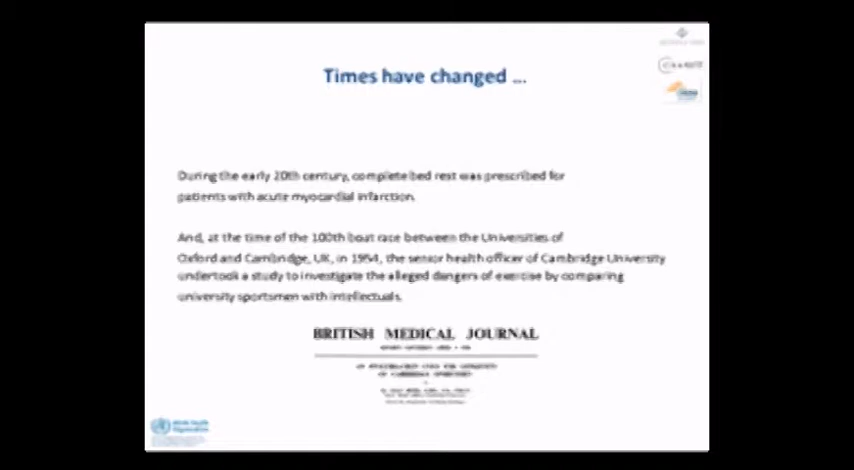 Times have changed ...
During the early 20th century, complete bed rest was prescribed for
patients with acute myocardial infarction.
And, at the time of the 100th boat race between the Universities of
Oxford and Cambridge, UK, in 1954, the senior health officer of Cambridge University
undertook a study to investigate the alleged dangers of exercise by comparing
university sportsmen with intellectuals.
BRITISH MEDICAL JOURNAL
World Health
Organization